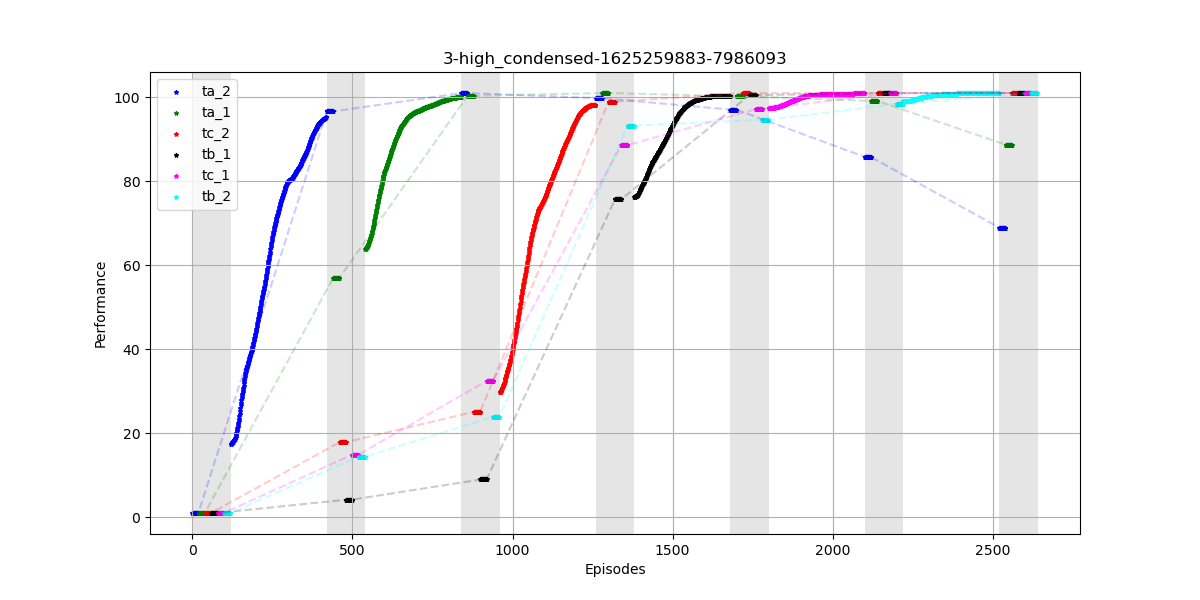 3-high_condensed-1625259883-7986093
ta_2
ta_1
tc_2
tb_1
tc_1
tb_2
100
80
60
40
20
0
Performance
0 500 1000 1500 2000 2500
Episodes